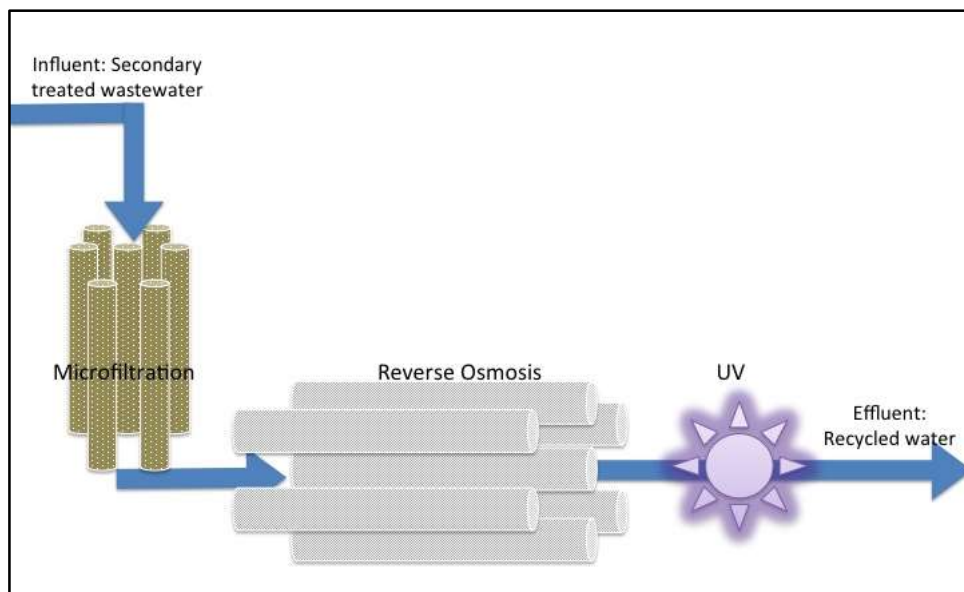 Influent: Secondary
treated wastewater
Microfiltration
Reverse Osmosis
UV
Effluent:
Recycled water